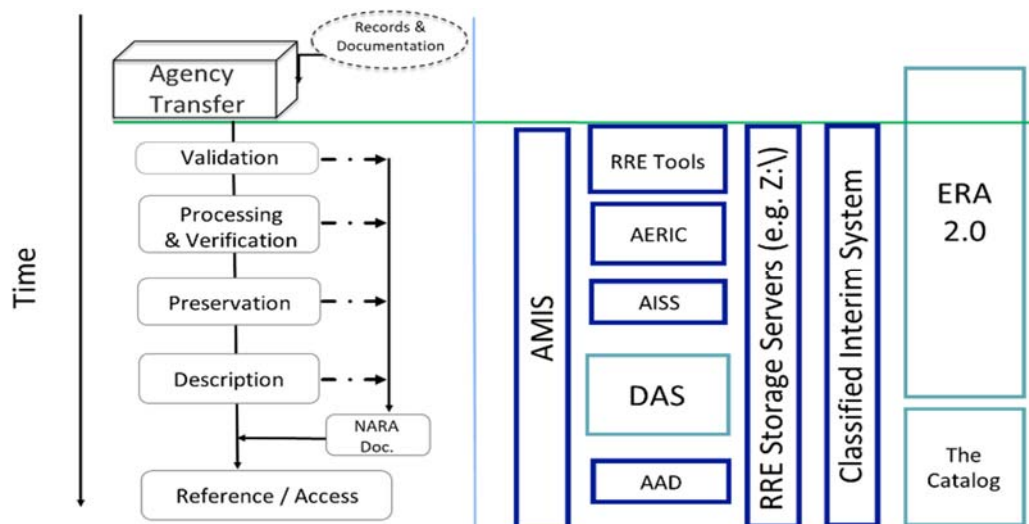 Records &
Documentation
Agency
Transfer
Validation
Processing
& Verification
Preservation
Description
NARA
Doc.
Reference / Access
Time
AMIS
RRE Tools
AERIC
AISS
DAS
AAD
RRE Storage Servers (e.g. Z:\)
Classified Interim System
ERA
2.0
The
Catalog